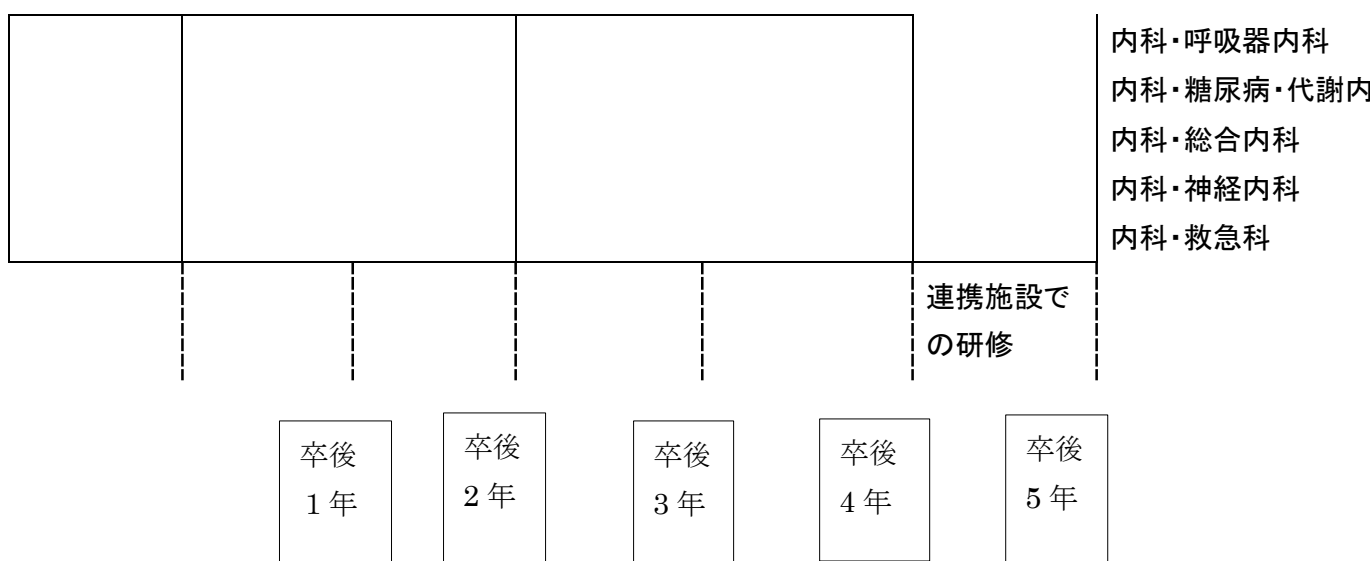 内科・呼吸器内科
内科・糖尿病・代謝内
内科・総合内科
内科・神経内科
内科・救急科
連携施設で
の研修
卒後
1年
卒後
2年
卒後
3年
卒後
4年
卒後
5年